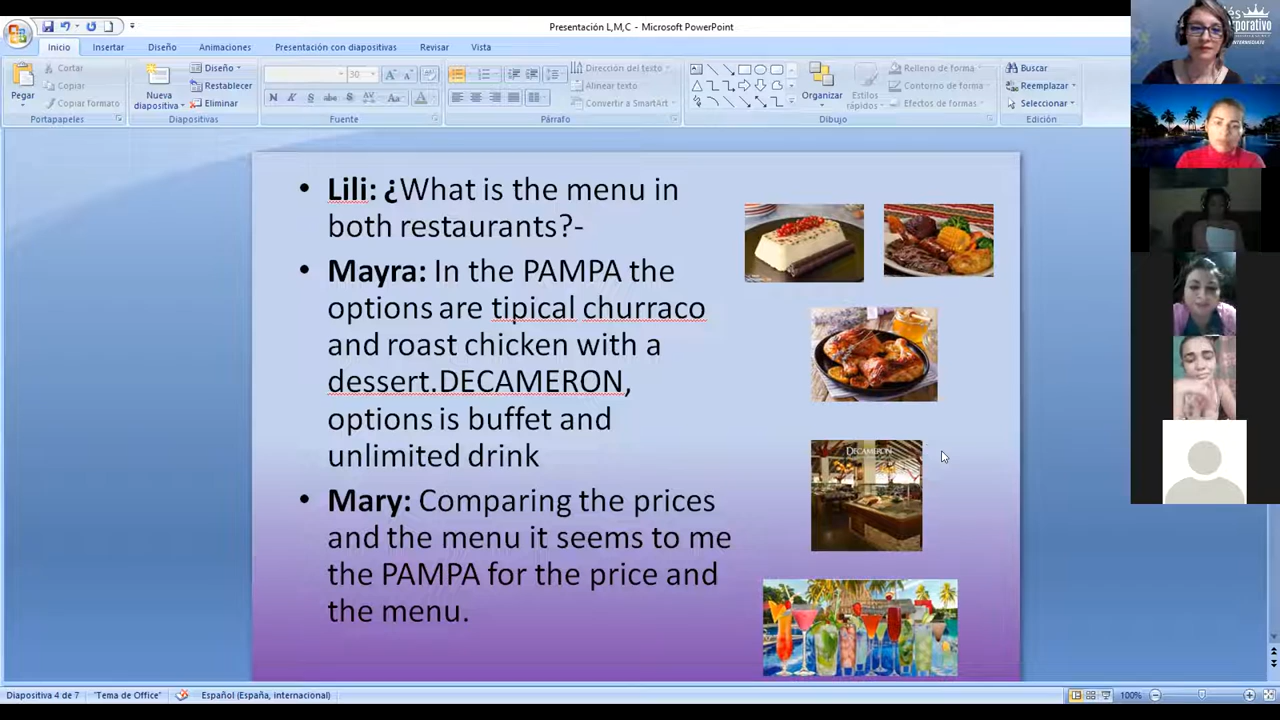 Presentación L,M,C - Microsoft PowerPoint
Inicio Insertar Diseño Animaciones Presentación con diapositivas Revisar Vista
Pegar
Cortar
Copiar
Copiar formato
Portapapeles
Nueva diapositiva
Diseño
Restablecer
Eliminar
Diapositivas
30
N K S abe S AV Aa A
Fuente
Dirección del texto
Alinear texto
Convertir a SmartArt
Párrafo
Organizar
Estilos rápidos
Relleno de forma
Contorno de forma
Efectos de formas
Dibujo
Buscar
Reemplazar
Seleccionar
Edición
INTERMEDIATE
• Lili: ¿What is the menu in
both restaurants?-
• Mayra: In the PAMPA the
options are tipical churraco
and roast chicken with a
dessert.DECAMERON,
options is buffet and
unlimited drink
• Mary: Comparing the prices
and the menu it seems to me
the PAMPA for the price and
the menu.
DECAMERON
Diapositiva 4 de 7 "Tema de Office" Español (España, internacional) 100%